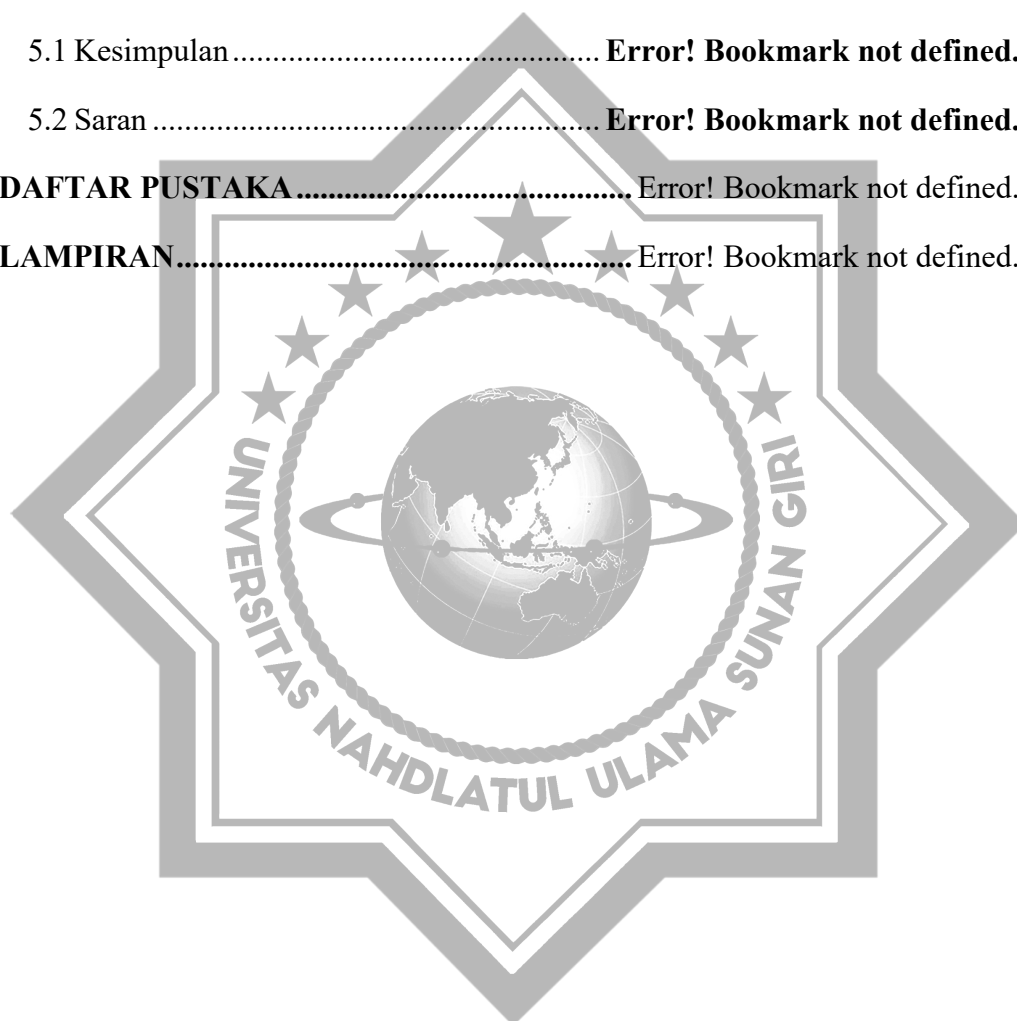 5.1 Kesimpulan.............................................. Error! Bookmark not defined.
5.2 Saran ........................................................ Error! Bookmark not defined.
DAFTAR PUSTAKA.......................................... Error! Bookmark not defined.
LAMPIRAN......................................................... Error! Bookmark not defined.
UNIVERSITAS NAHDLATUL ULAMA SUNAN GIRI